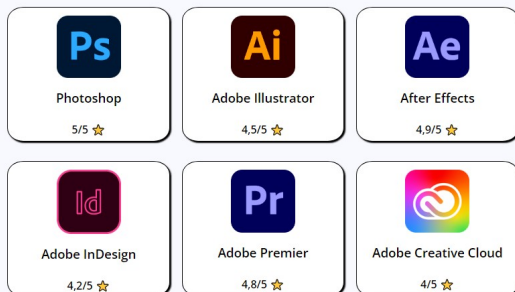 Ps
Photoshop
5/5
Ai
Adobe Illustrator
4,5/5
Ae
After Effects
4,9/5
Id
Adobe InDesign
4,2/5
Pr
Adobe Premier
4,8/5
Adobe Creative Cloud
4/5